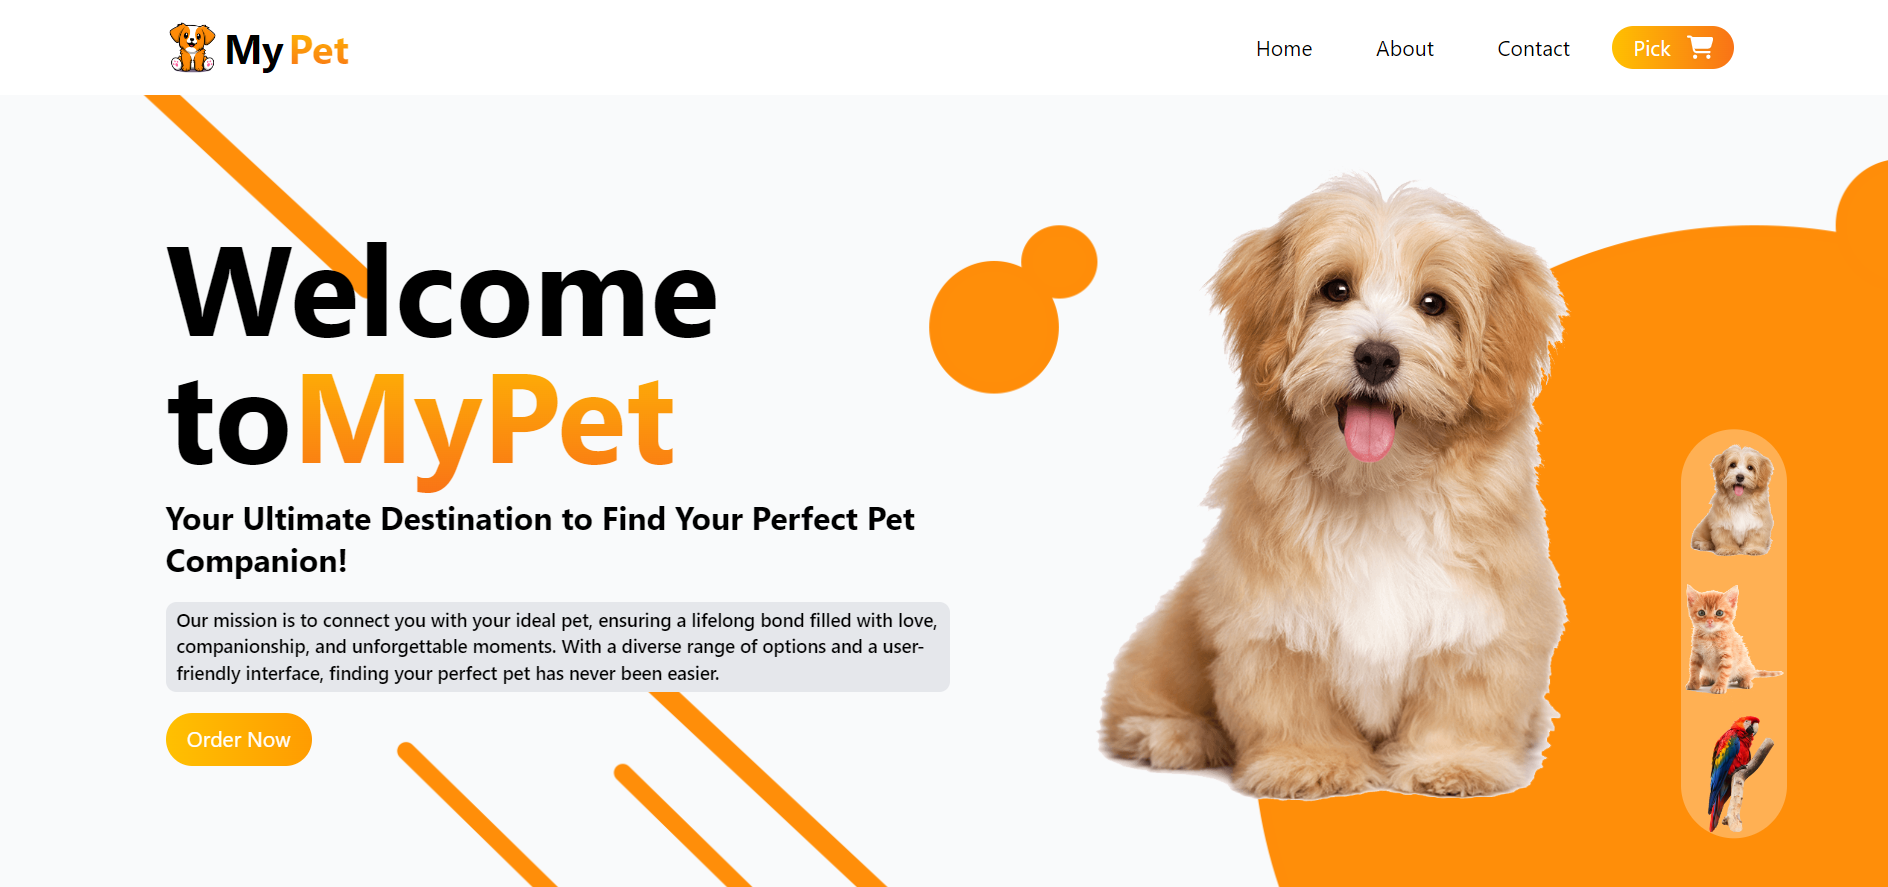 My Pet
Home About Contact Pick
Welcome
toMyPet
Your Ultimate Destination to Find Your Perfect Pet
Companion!
Our mission is to connect you with your ideal pet, ensuring a lifelong bond filled with love,
companionship, and unforgettable moments. With a diverse range of options and a user-
friendly interface, finding your perfect pet has never been easier.
Order Now